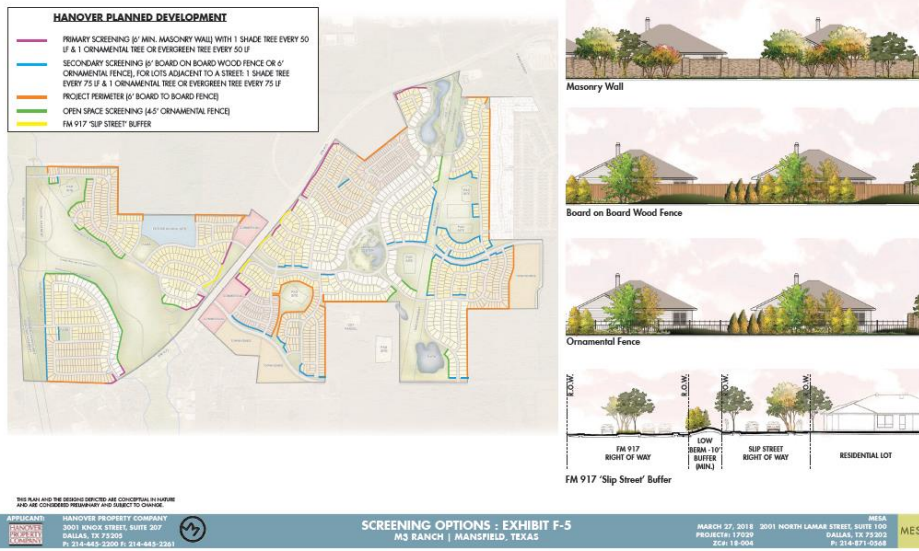 HANOVER PLANNED DEVELOPMENT
PRIMARY SCREENING (6' MIN. MASONRY WALL) WITH 1 SHADE TREE EVERY 50
LF & 1 ORNAMENTAL TREE OR EVERGREEN TREE EVERY 50 LF
SECONDARY SCREENING (6' BOARD ON BOARD WOOD FENCE OR 6'
ORNAMENTAL FENCE), FOR LOTS ADJACENT TO A STREET: 1 SHADE TREE
EVERY 75 LF & 1 ORNAMENTAL TREE OR EVERGREEN TREE EVERY 75 LF
PROJECT PERIMETER (6' BOARD TO BOARD FENCE)
OPEN SPACE SCREENING (4-5' ORNAMENTAL FENCE)
FM 917 'SLIP STREET' BUFFER
Masonry Wall
Board on Board Wood Fence
Ornamental Fence
R.O.W.
R.O.W.
R.O.W.
R.O.W.
FM 917
RIGHT OF WAY
LOW
BERM -10'
BUFFER
(MIN.)
SLIP STREET
RIGHT OF WAY
RESIDENTIAL LOT
FM 917 'Slip Street' Buffer
THIS PLAN AND THE DESIGNS DEPICTED ARE CONCEPTUAL IN NATURE
AND ARE CONSIDERED PRELIMINARY AND SUBJECT TO CHANGE.
APPLICANT:
HANOVER
PROPERTY
COMPANY
HANOVER PROPERTY COMPANY
3001 KNOX STREET, SUITE 207
DALLAS, TX 75205
P: 214-445-2200 F: 214-445-2261
SCREENING OPTIONS : EXHIBIT F-5
M3 RANCH | MANSFIELD, TEXAS
MARCH 27, 2018
PROJECT#: 17029
ZC#: 18-004
MESA
2001 NORTH LAMAR STREET, SUITE 100
DALLAS, TX 75202
P: 214-871-0568
MES